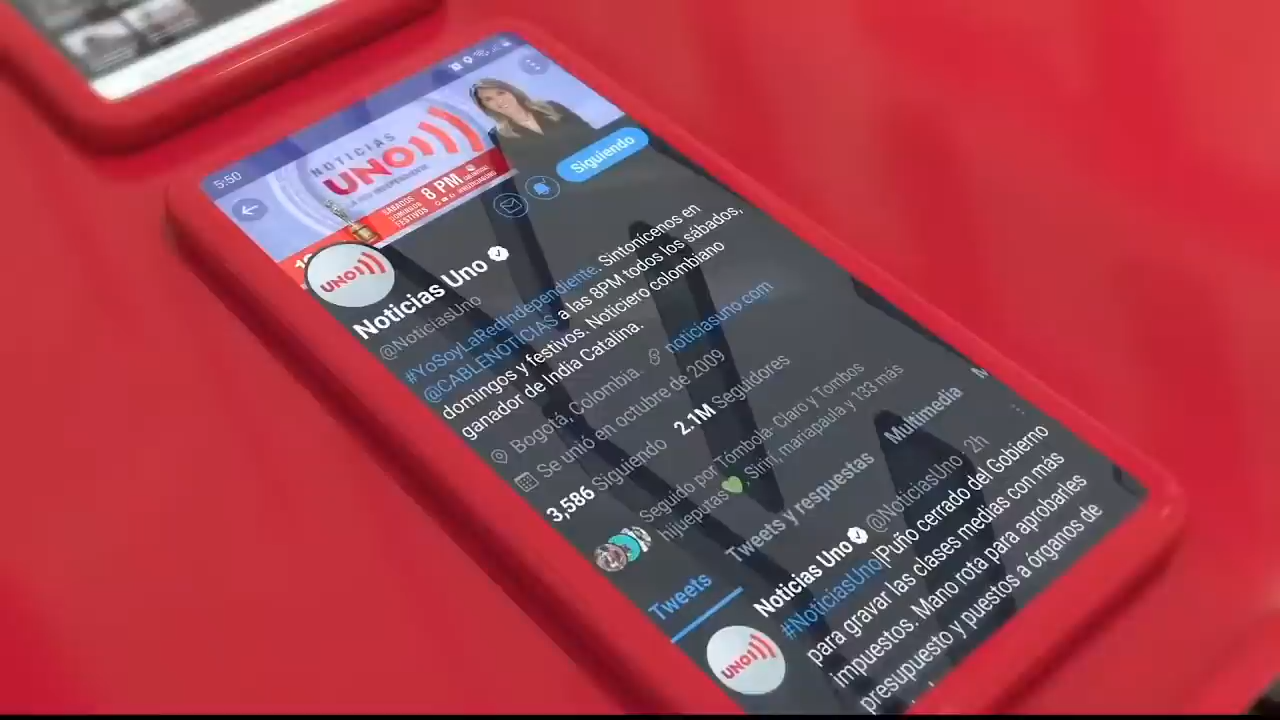 5:50
NOTICIAS
UNO
LA RED INDEPENDIENTE
SÁBADOS
DOMINGOS
FESTIVOS
8 PM
Siguiendo
UNO
Noticias Uno
@NoticiasUno
#YoSoyLaRedIndependiente. Sintonícenos en
@CABLENOTICIAS a las 8PM todos los sábados,
domingos y festivos. Noticiero colombiano
ganador de India Catalina.
Bogotá, Colombia. noticiasuno.com
Se unió en octubre de 2009
3,586 Siguiendo 2.1M Seguidores
Seguido por Tómbola- Claro y Tombos
hijueputas💚 Siriri, mariapaula y 133 más
Tweets Tweets y respuestas Multimedia M
UNO
Noticias Uno @NoticiasUno 2h
#NoticiasUno|Puño cerrado del Gobierno
para gravar las clases medias con más
impuestos. Mano rota para aprobarles
presupuesto y puestos a órganos de